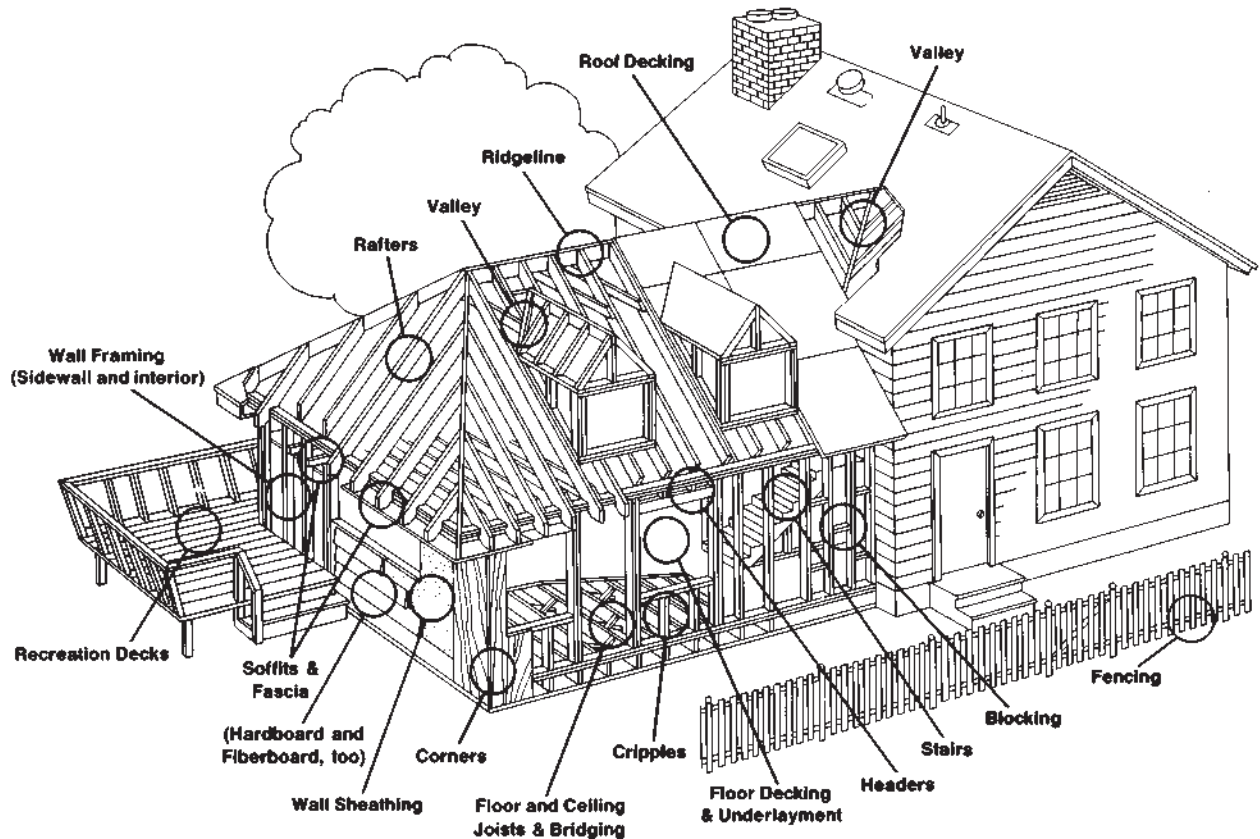 Roof Decking
Valley
Ridgeline
Valley
Rafters
Wall Framing
(Sidewall and interior)
Recreation Decks
Soffits &
Fascia
(Hardboard and
Fiberboard, too)
Wall Sheathing
Corners
Floor and Ceiling
Joists & Bridging
Cripples
Floor Decking
& Underlayment
Headers
Stairs
Blocking
Fencing